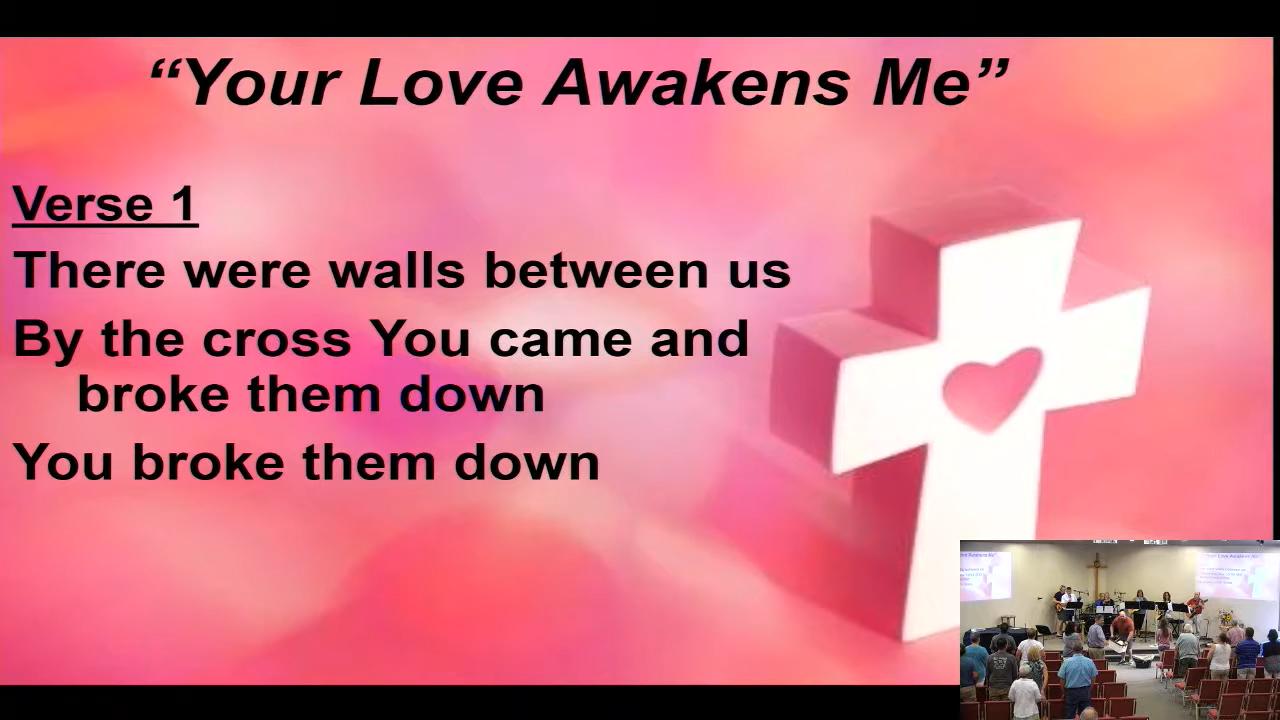 “Your Love Awakens Me”
Verse 1
There were walls between us
By the cross You came and
broke them down
You broke them down